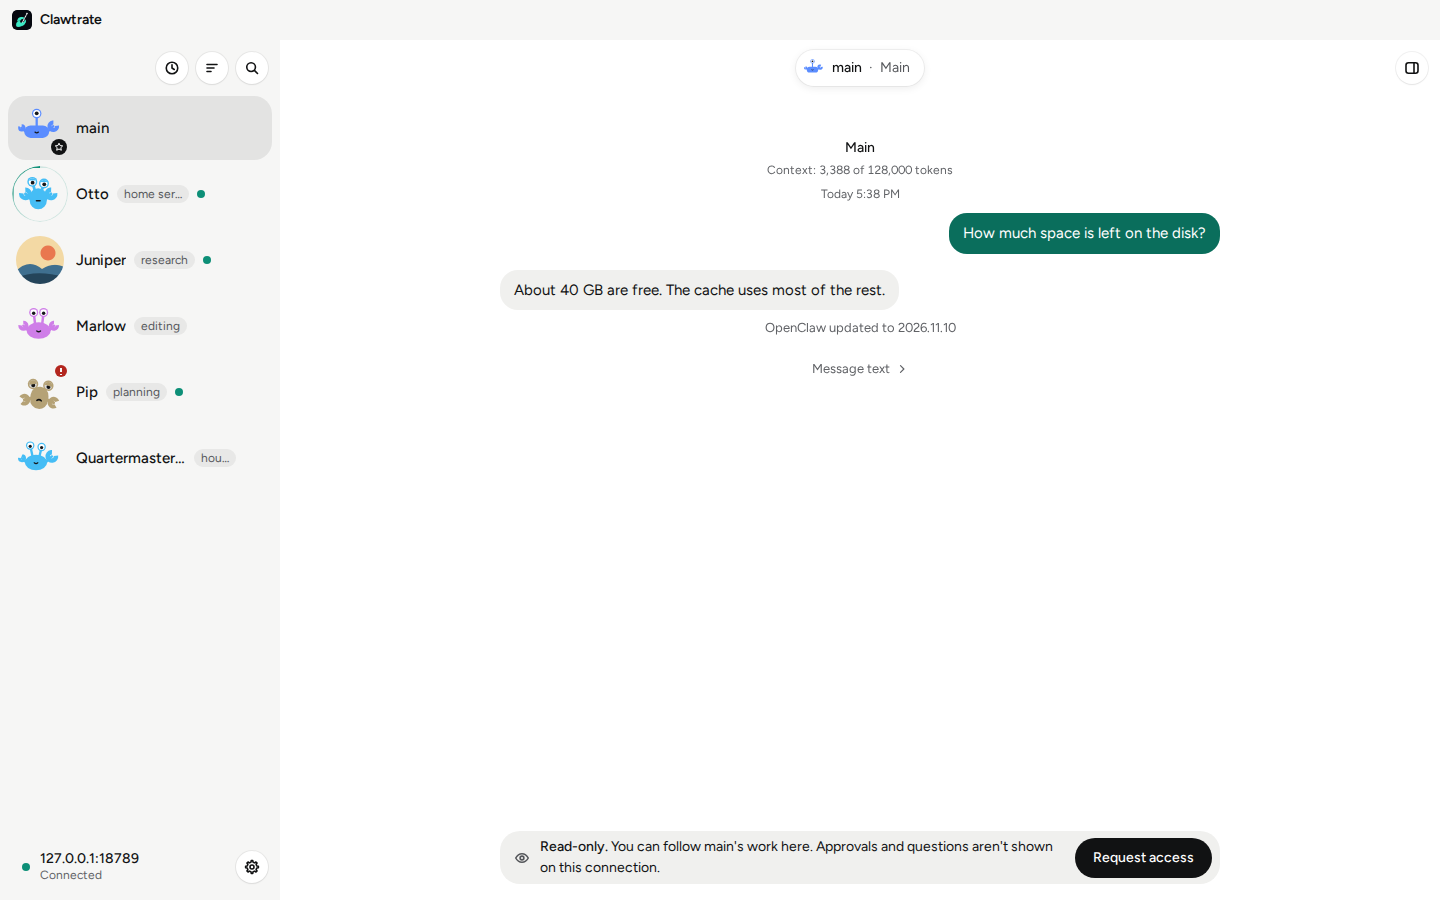 Clawtrate
main
Otto home ser...
Juniper research
Marlow editing
Pip planning
Quartermaster... hou...
127.0.0.1:18789
Connected
main · Main
Main
Context: 3,388 of 128,000 tokens
Today 5:38 PM
How much space is left on the disk?
About 40 GB are free. The cache uses most of the rest.
OpenClaw updated to 2026.11.10
Message text
Read-only. You can follow main's work here. Approvals and questions aren't shown
on this connection.
Request access